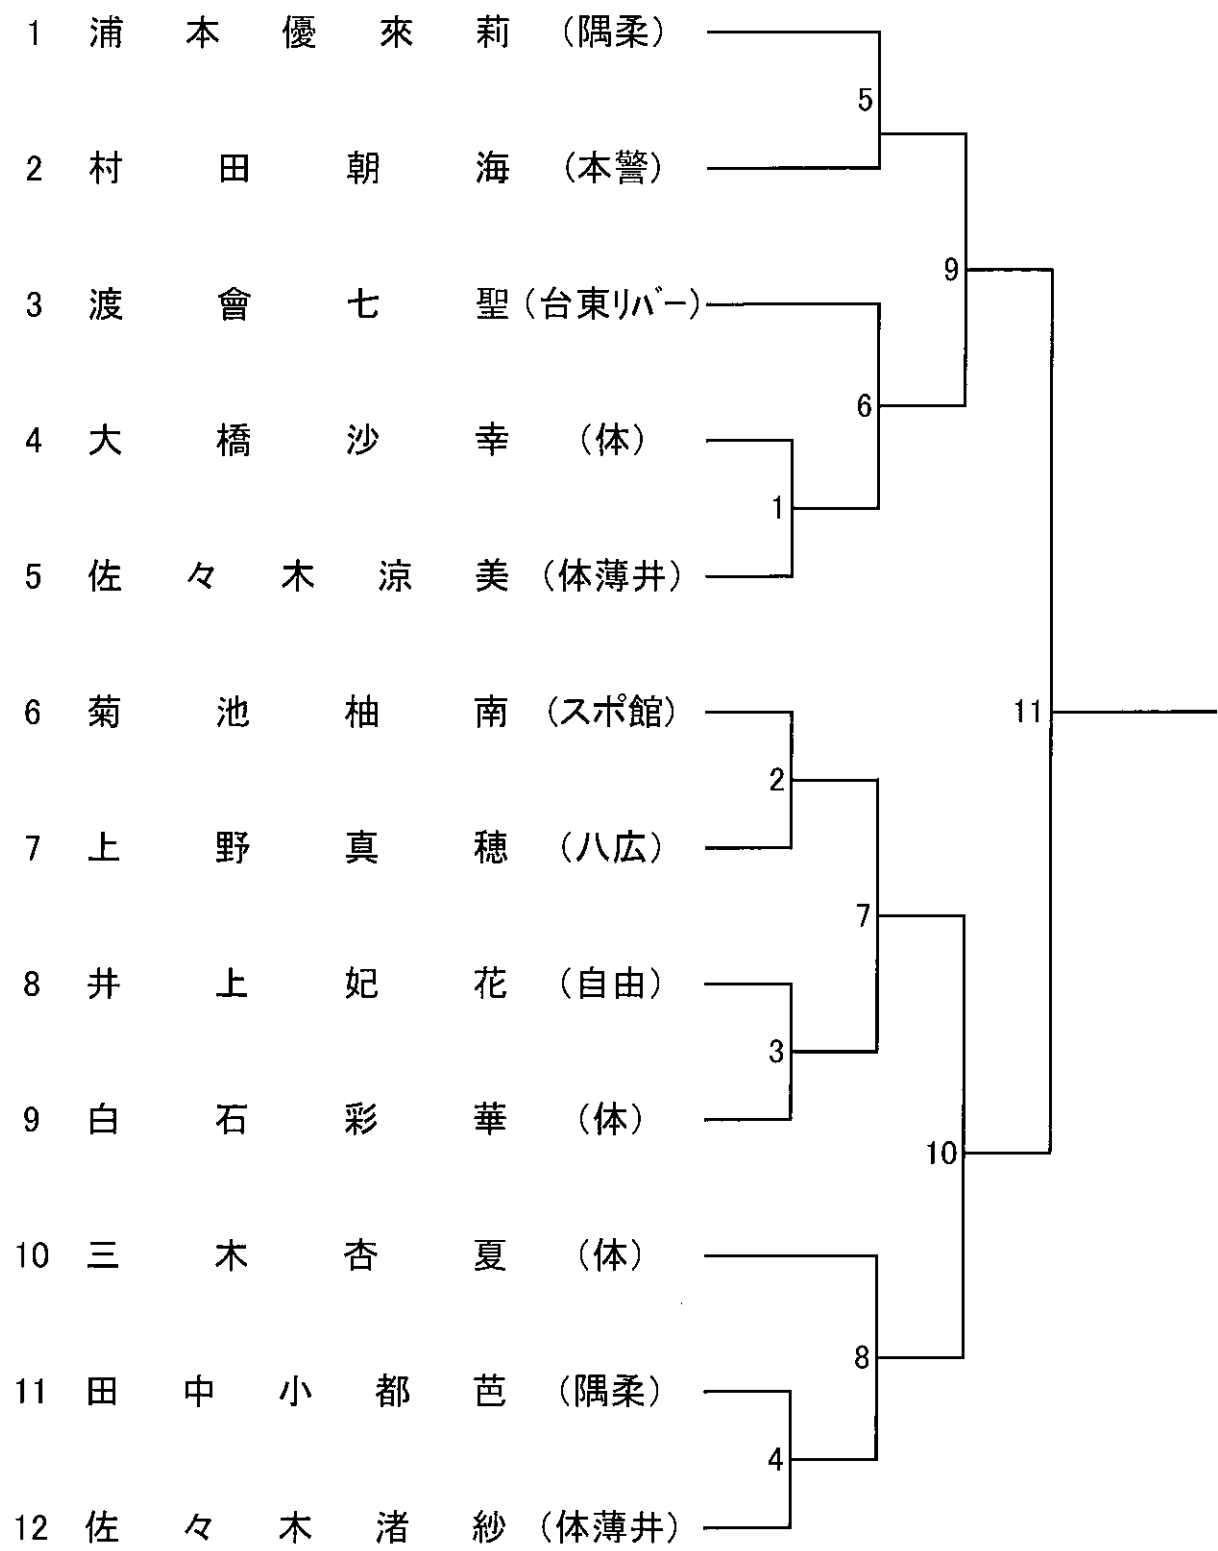 1 浦本優來莉 (隅柔)
5
2 村田朝海 (本警)
9
3 渡會七聖 (台東リバー)
6
4 大橋沙幸 (体)
1
5 佐々木涼美 (体薄井)
6 菊池柚南 (スポ館)
11
2
7 上野真穂 (八広)
7
8 井上妃花 (自由)
3
9 白石彩華 (体)
10
10 三木杏夏 (体)
8
11 田中小都芭 (隅柔)
4
12 佐々木渚紗 (体薄井)